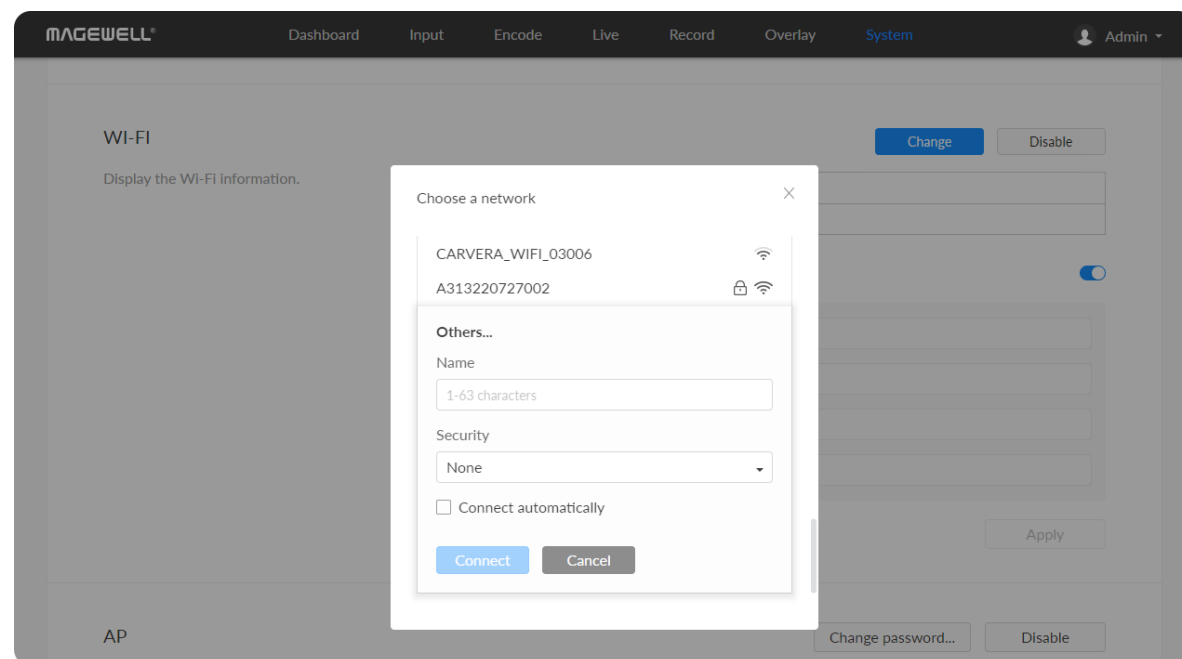 MAGEWELL® Dashboard Input Encode Live Record Overlay System Admin
WI-FI Change Disable
Display the Wi-Fi information.
Choose a network
CARVERA_WIFI_03006
A313220727002
Others...
Name
1-63 characters
Security
None
Connect automatically
Connect Cancel
Apply
AP Change password... Disable